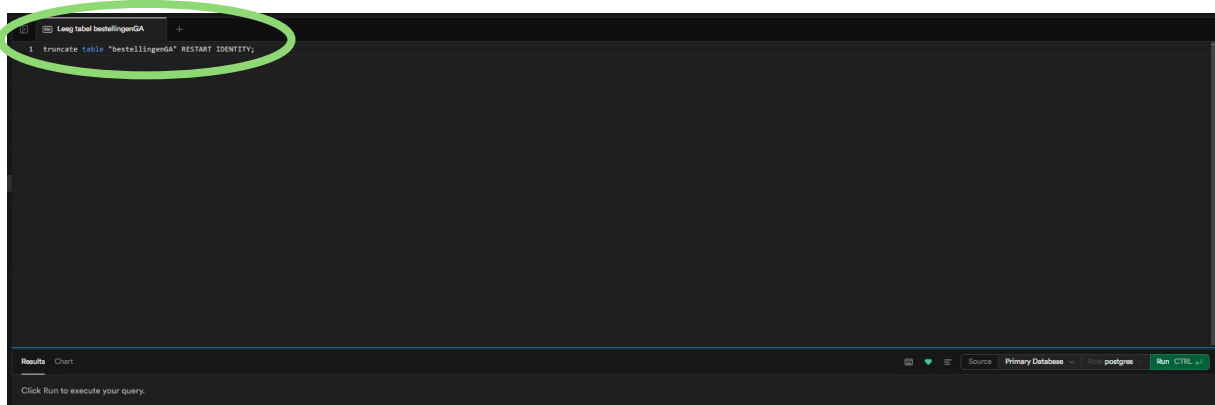 Leeg tabel bestellingenGA +
1 truncate table "bestellingenGA" RESTART IDENTITY;
Results Chart
Source Primary Database Role postgres Run CTRL ↵
Click Run to execute your query.